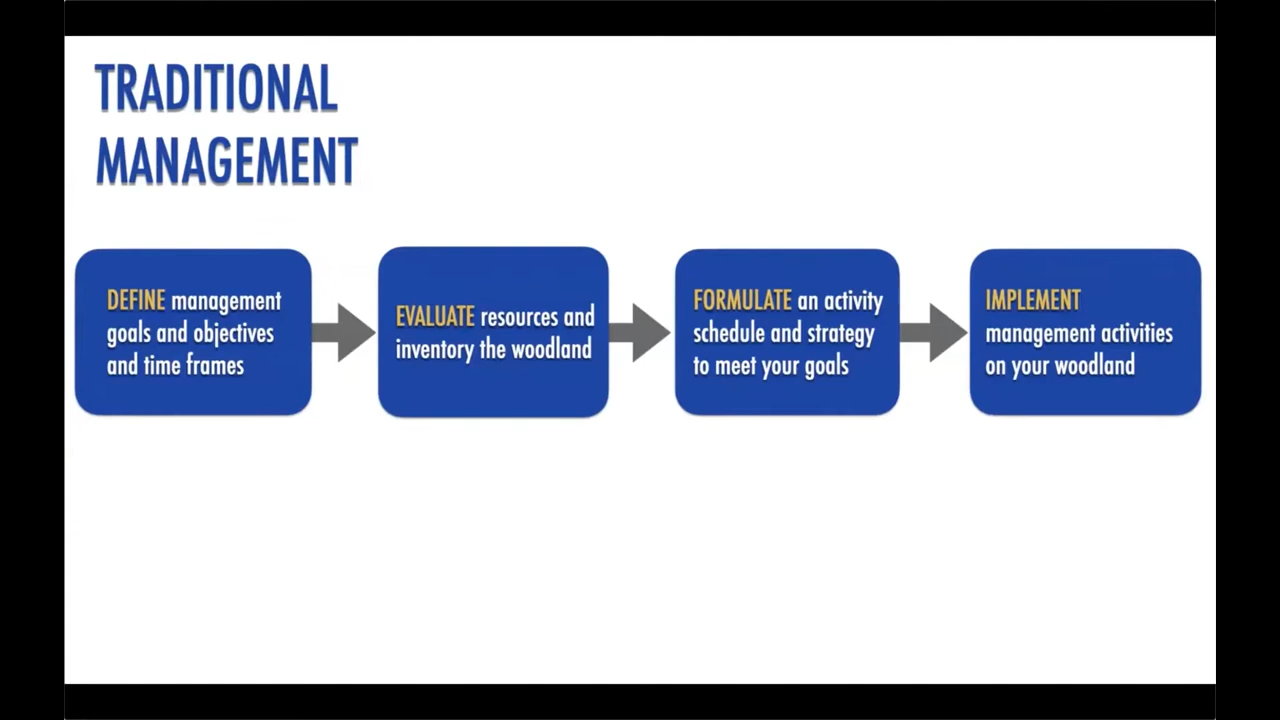 TRADITIONAL
MANAGEMENT
DEFINE management
goals and objectives
and time frames
EVALUATE resources and
inventory the woodland
FORMULATE an activity
schedule and strategy
to meet your goals
IMPLEMENT
management activities
on your woodland